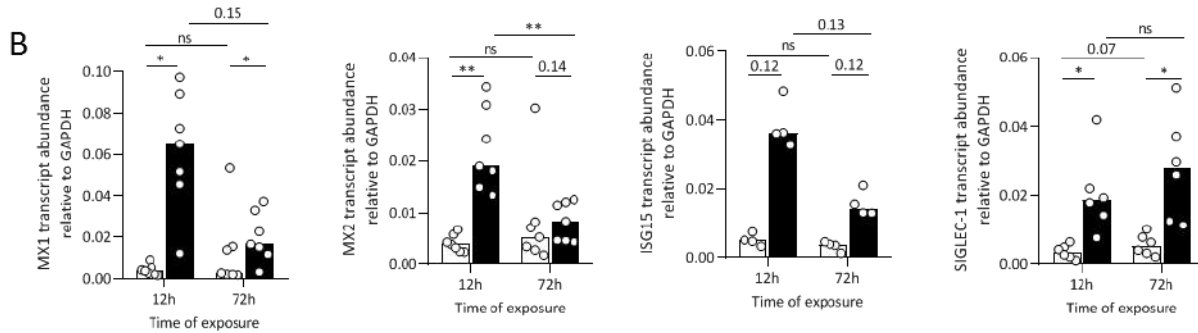 B
0.15
ns
*
*
MX1 transcript abundance
relative to GAPDH
0.10
0.08
0.06
0.04
0.02
0.00
12h
72h
Time of exposure
**
ns
**
0.14
MX2 transcript abundance
relative to GAPDH
0.04
0.03
0.02
0.01
0.00
12h
72h
Time of exposure
0.13
ns
0.12
0.12
ISG15 transcript abundance
relative to GAPDH
0.06
0.04
0.02
0.00
12h
72h
Time of exposure
ns
0.07
*
*
SIGLEC-1 transcript abundance
relative to GAPDH
0.06
0.04
0.02
0.00
12h
72h
Time of exposure